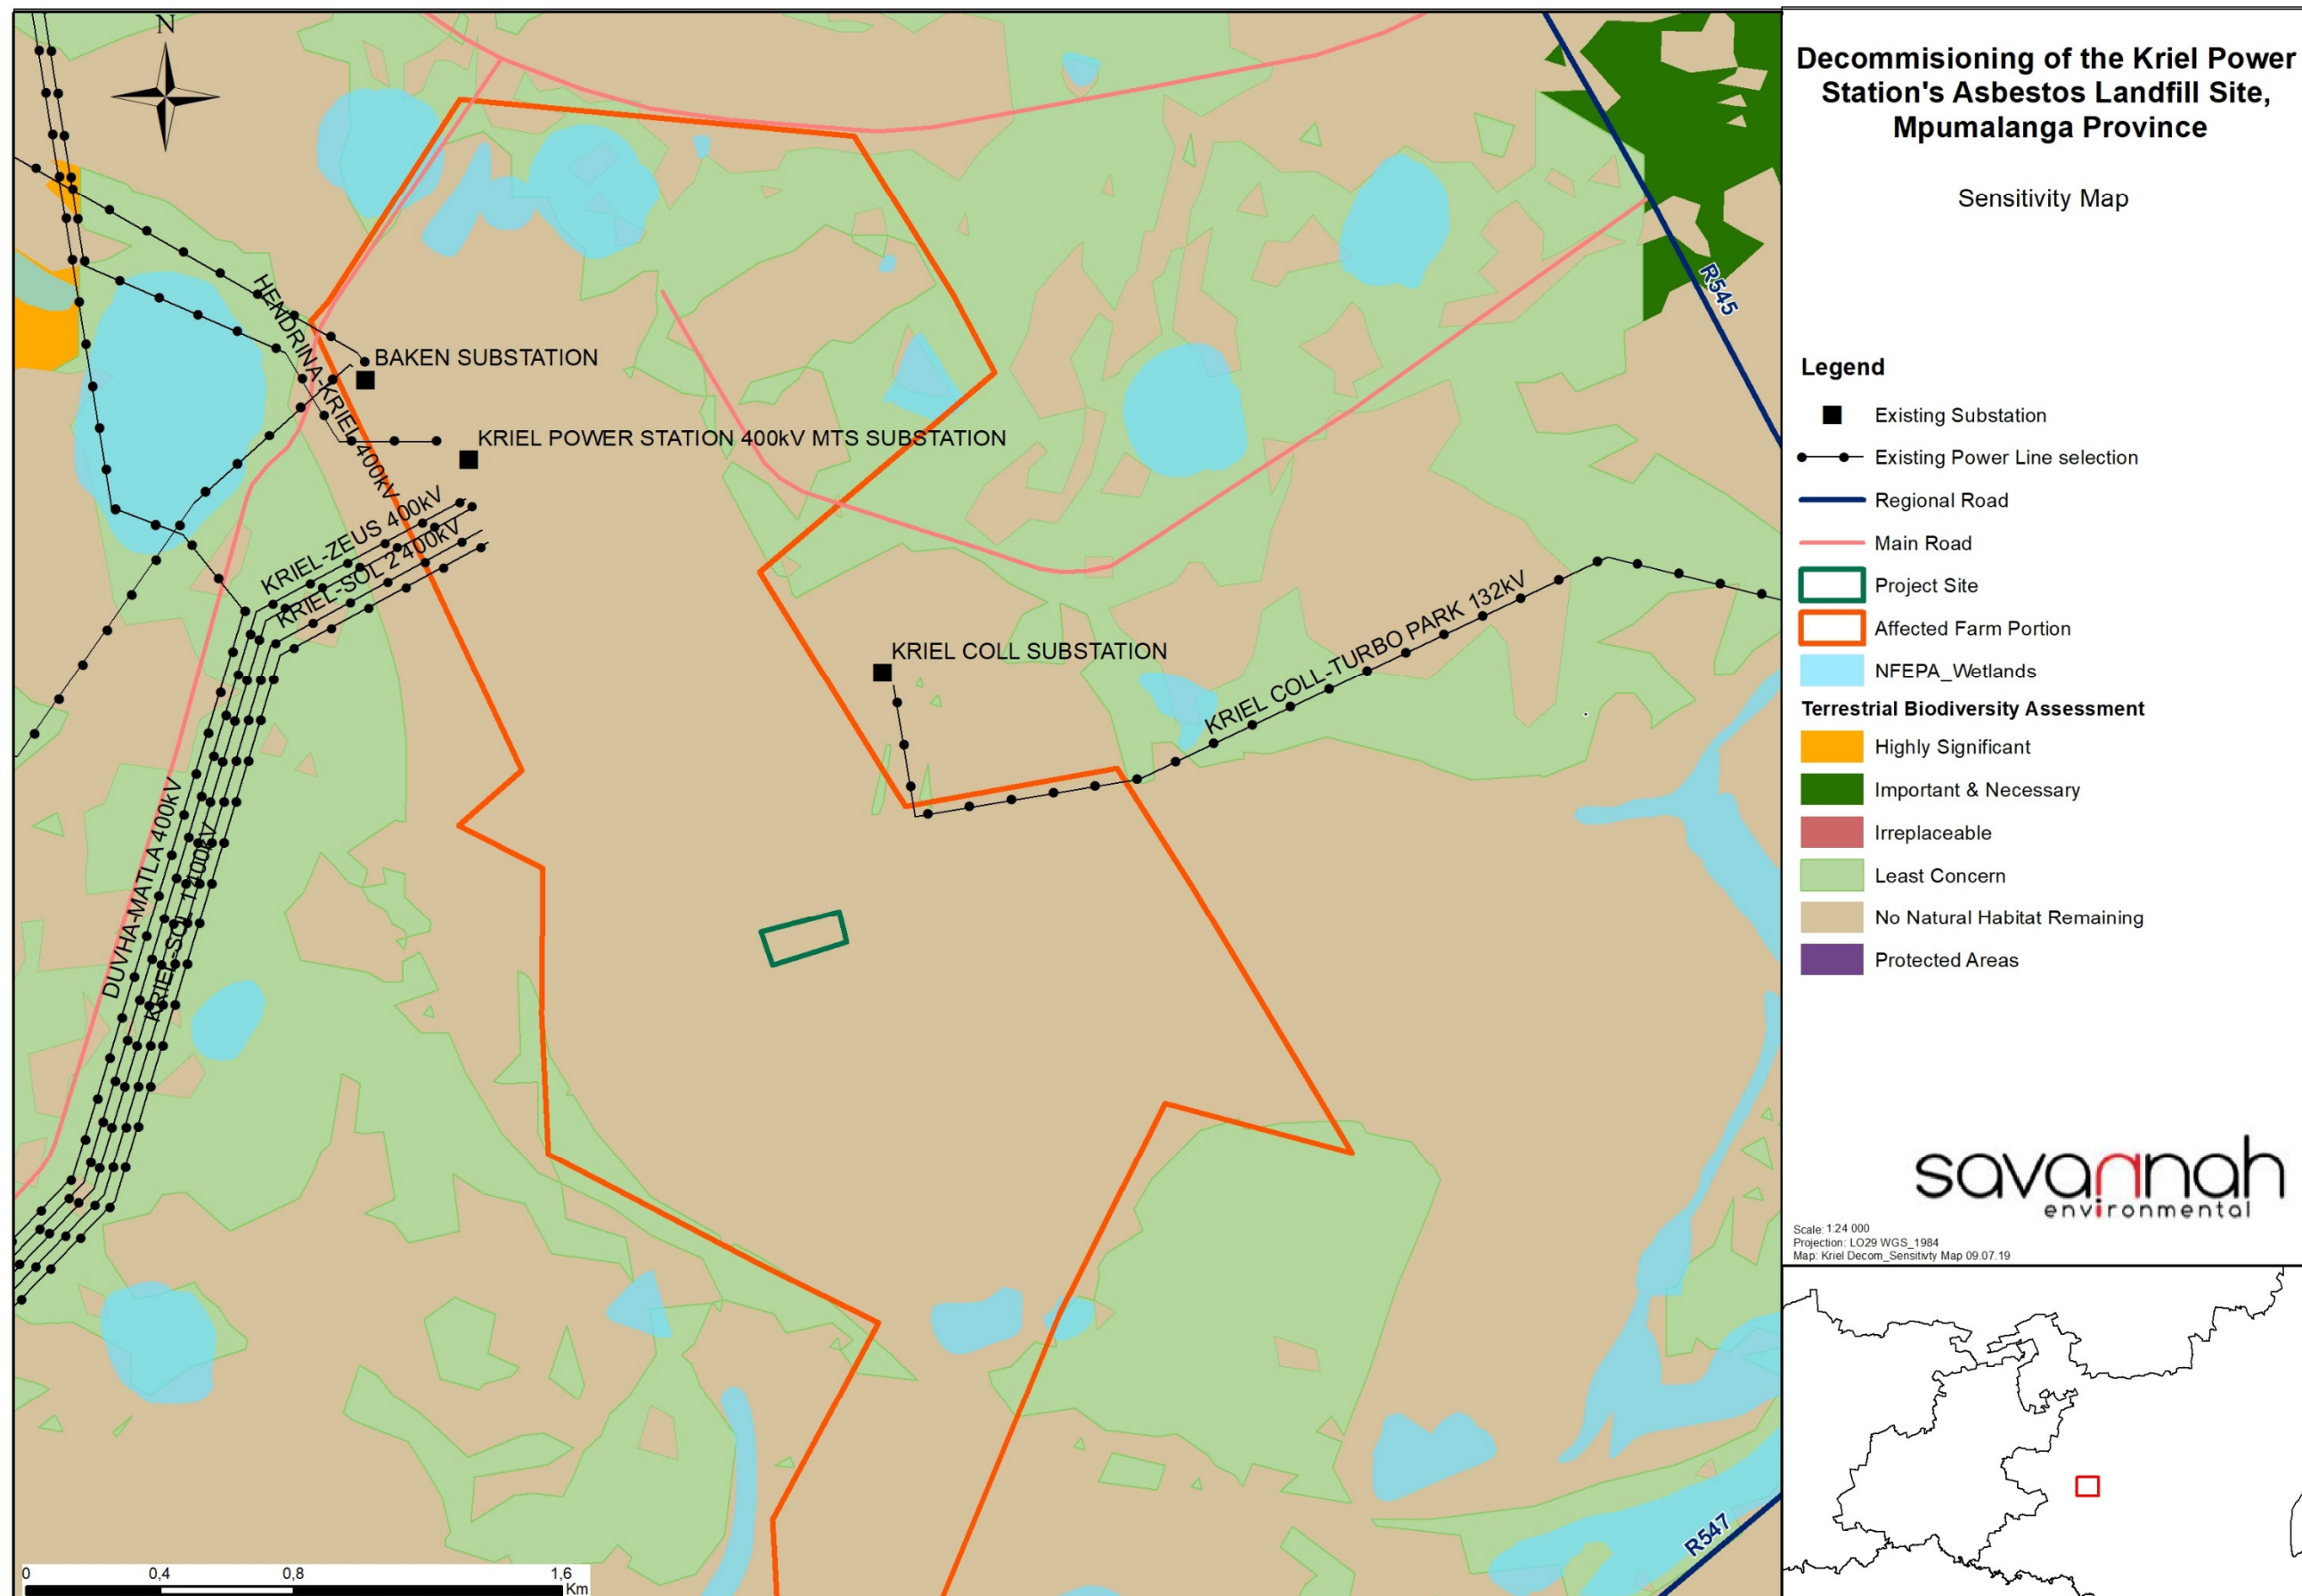 Decommisioning of the Kriel Power
Station's Asbestos Landfill Site,
Mpumalanga Province
Sensitivity Map
N
R545
HENDRINA-KRIEL 400kV
BAKEN SUBSTATION
KRIEL POWER STATION 400kV MTS SUBSTATION
KRIEL-ZEUS 400kV
KRIEL-SOL 2 400kV
KRIEL COLL SUBSTATION
KRIEL COLL-TURBO PARK 132kV
DUVHA-MATLA 400kV
KRIEL-SOL 1 400kV
R547
0 0,4 0,8 1,6
Km
Legend
Existing Substation
Existing Power Line selection
Regional Road
Main Road
Project Site
Affected Farm Portion
NFEPA_Wetlands
Terrestrial Biodiversity Assessment
Highly Significant
Important & Necessary
Irreplaceable
Least Concern
No Natural Habitat Remaining
Protected Areas
savannah
environmental
Scale: 1:24 000
Projection: LO29 WGS_1984
Map: Kriel Decom_Sensitivty Map 09.07.19